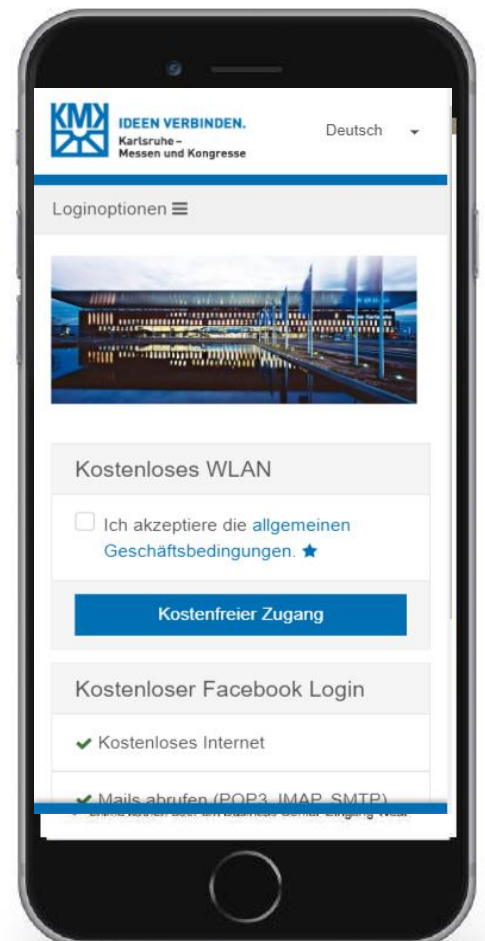 KMK
IDEEN VERBINDEN.
Karlsruhe –
Messen und Kongresse
Deutsch
Loginoptionen
Kostenloses WLAN
Ich akzeptiere die allgemeinen
Geschäftsbedingungen.
Kostenfreier Zugang
Kostenloser Facebook Login
Kostenloses Internet
Mails abrufen (POP3, IMAP, SMTP)